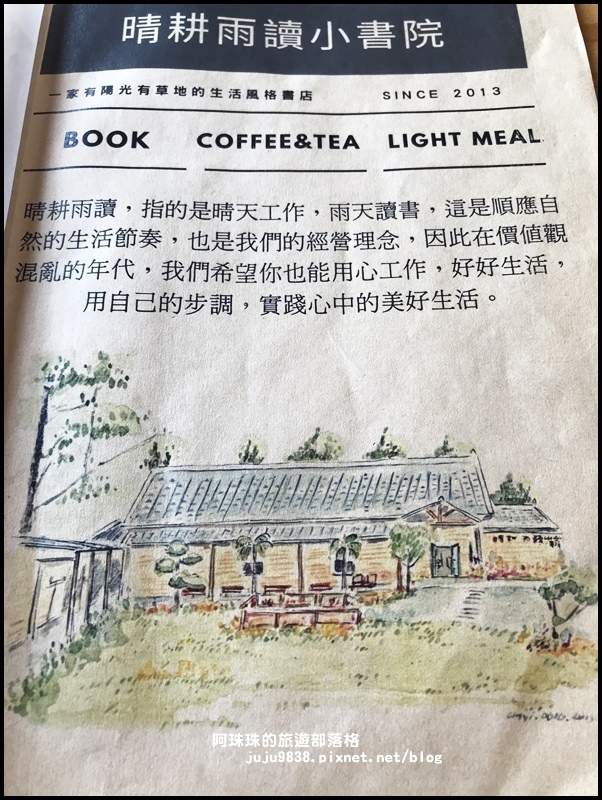 晴耕雨讀小書院
一家有陽光有草地的生活風格書店 SINCE 2013
BOOK COFFEE&TEA LIGHT MEAL
晴耕雨讀，指的是晴天工作，雨天讀書，這是順應自
然的生活節奏，也是我們的經營理念，因此在價值觀
混亂的年代，我們希望你也能用心工作，好好生活，
用自己的步調，實踐心中的美好生活。
阿珠珠的旅遊部落格
juju9838.pixnet.net/blog